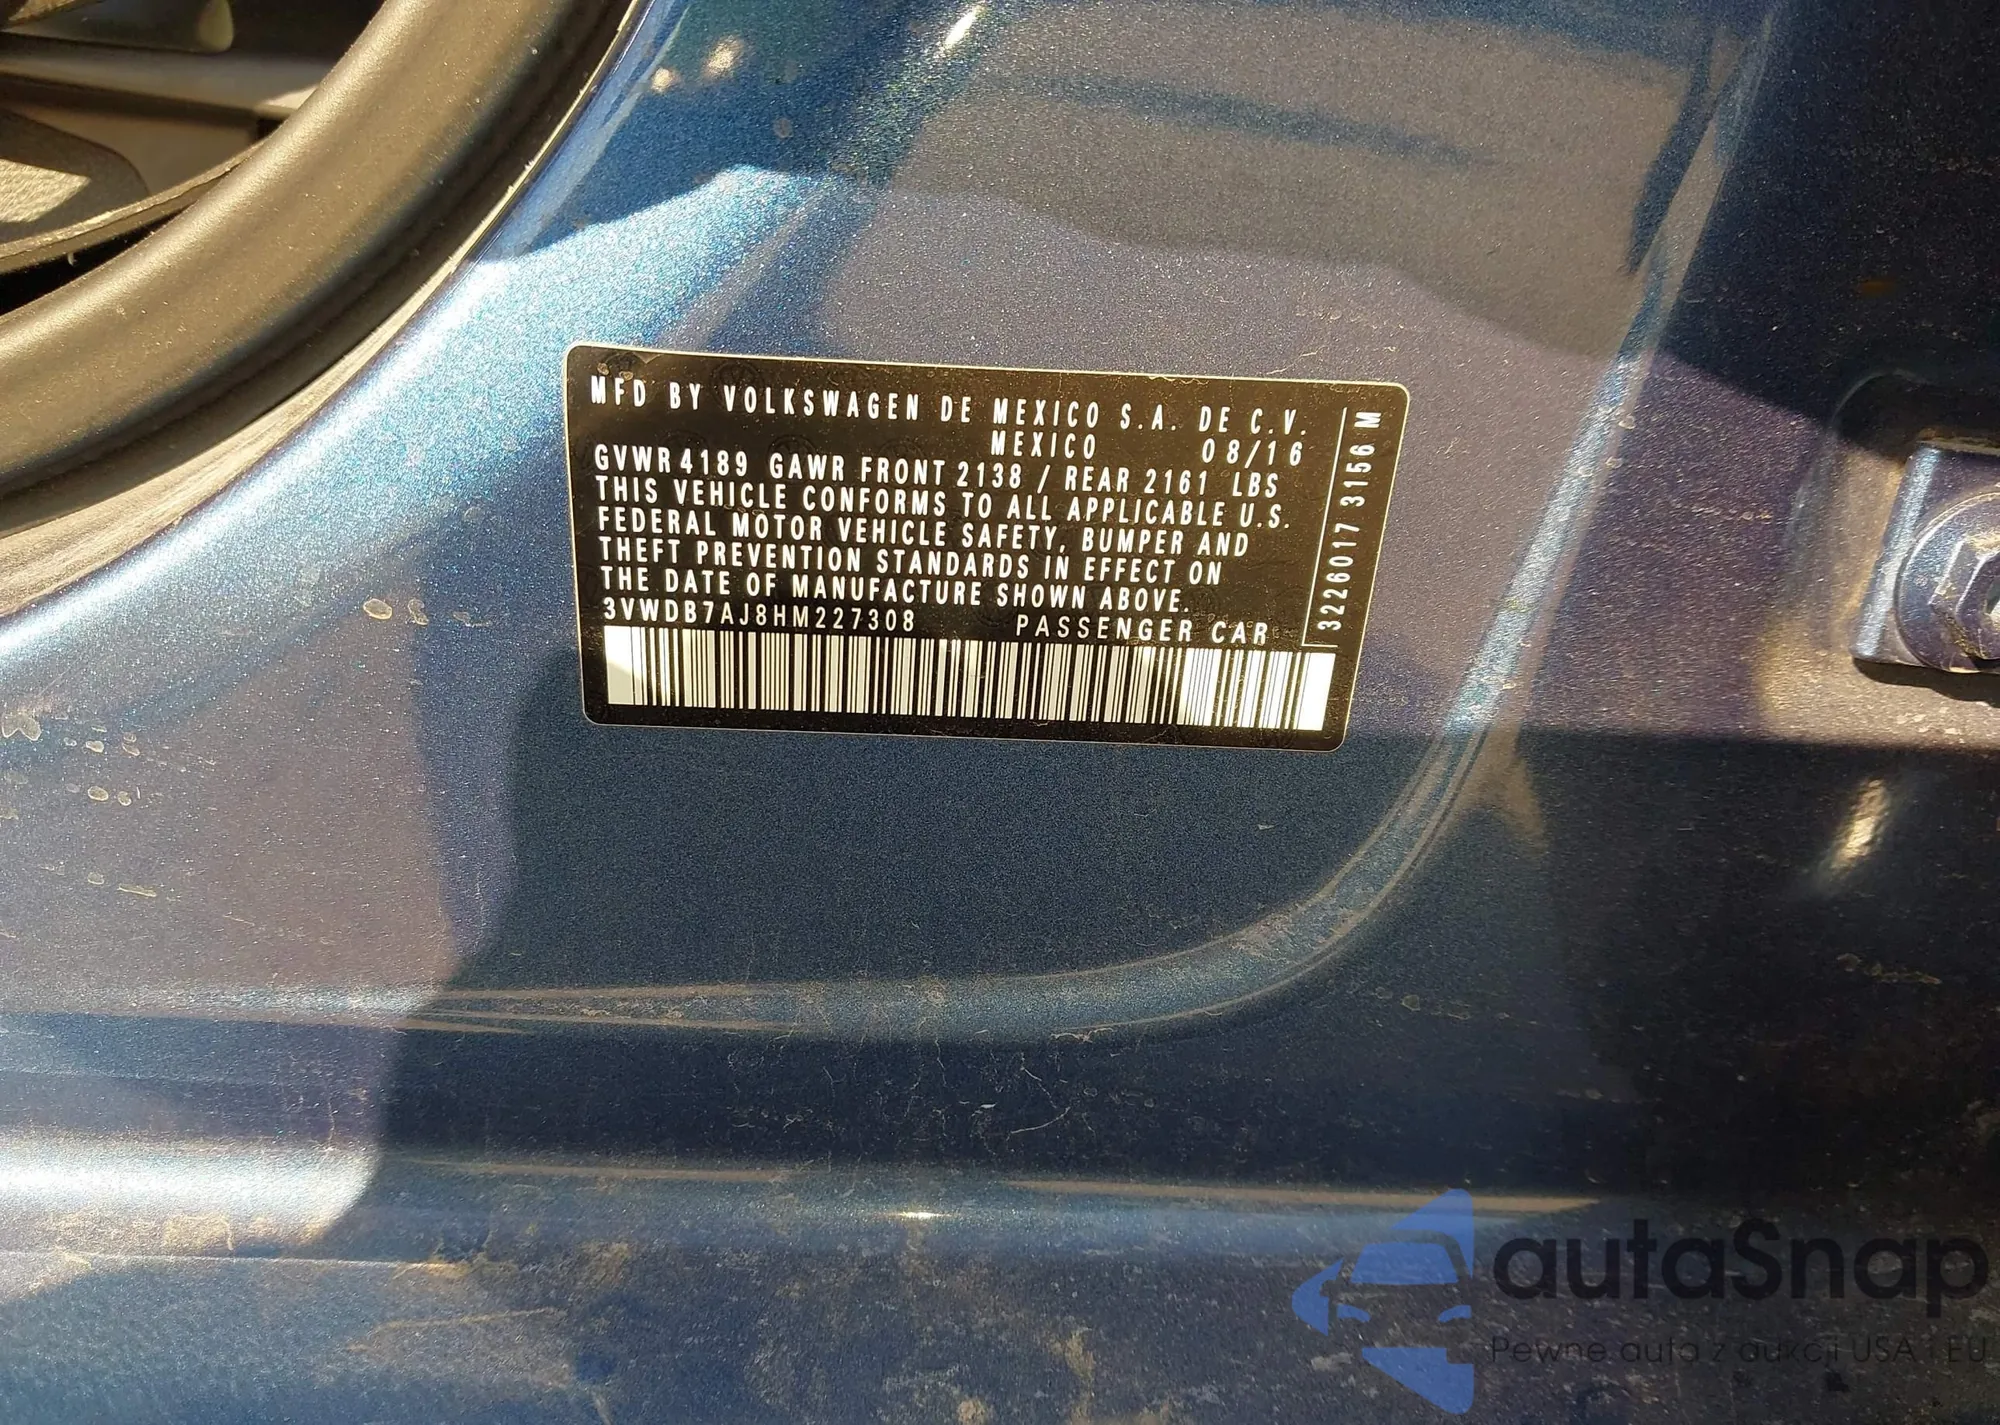 MFD BY VOLKSWAGEN DE MEXICO S.A. DE C.V.
MEXICO 08/16
GVWR 4189 GAWR FRONT 2138 / REAR 2161 LBS
THIS VEHICLE CONFORMS TO ALL APPLICABLE U.S.
FEDERAL MOTOR VEHICLE SAFETY, BUMPER AND
THEFT PREVENTION STANDARDS IN EFFECT ON
THE DATE OF MANUFACTURE SHOWN ABOVE.
3VWDB7AJ8HM227308 PASSENGER CAR
3226017 3156 M
autaSnap
Pewne auta z aukcji USA i EU